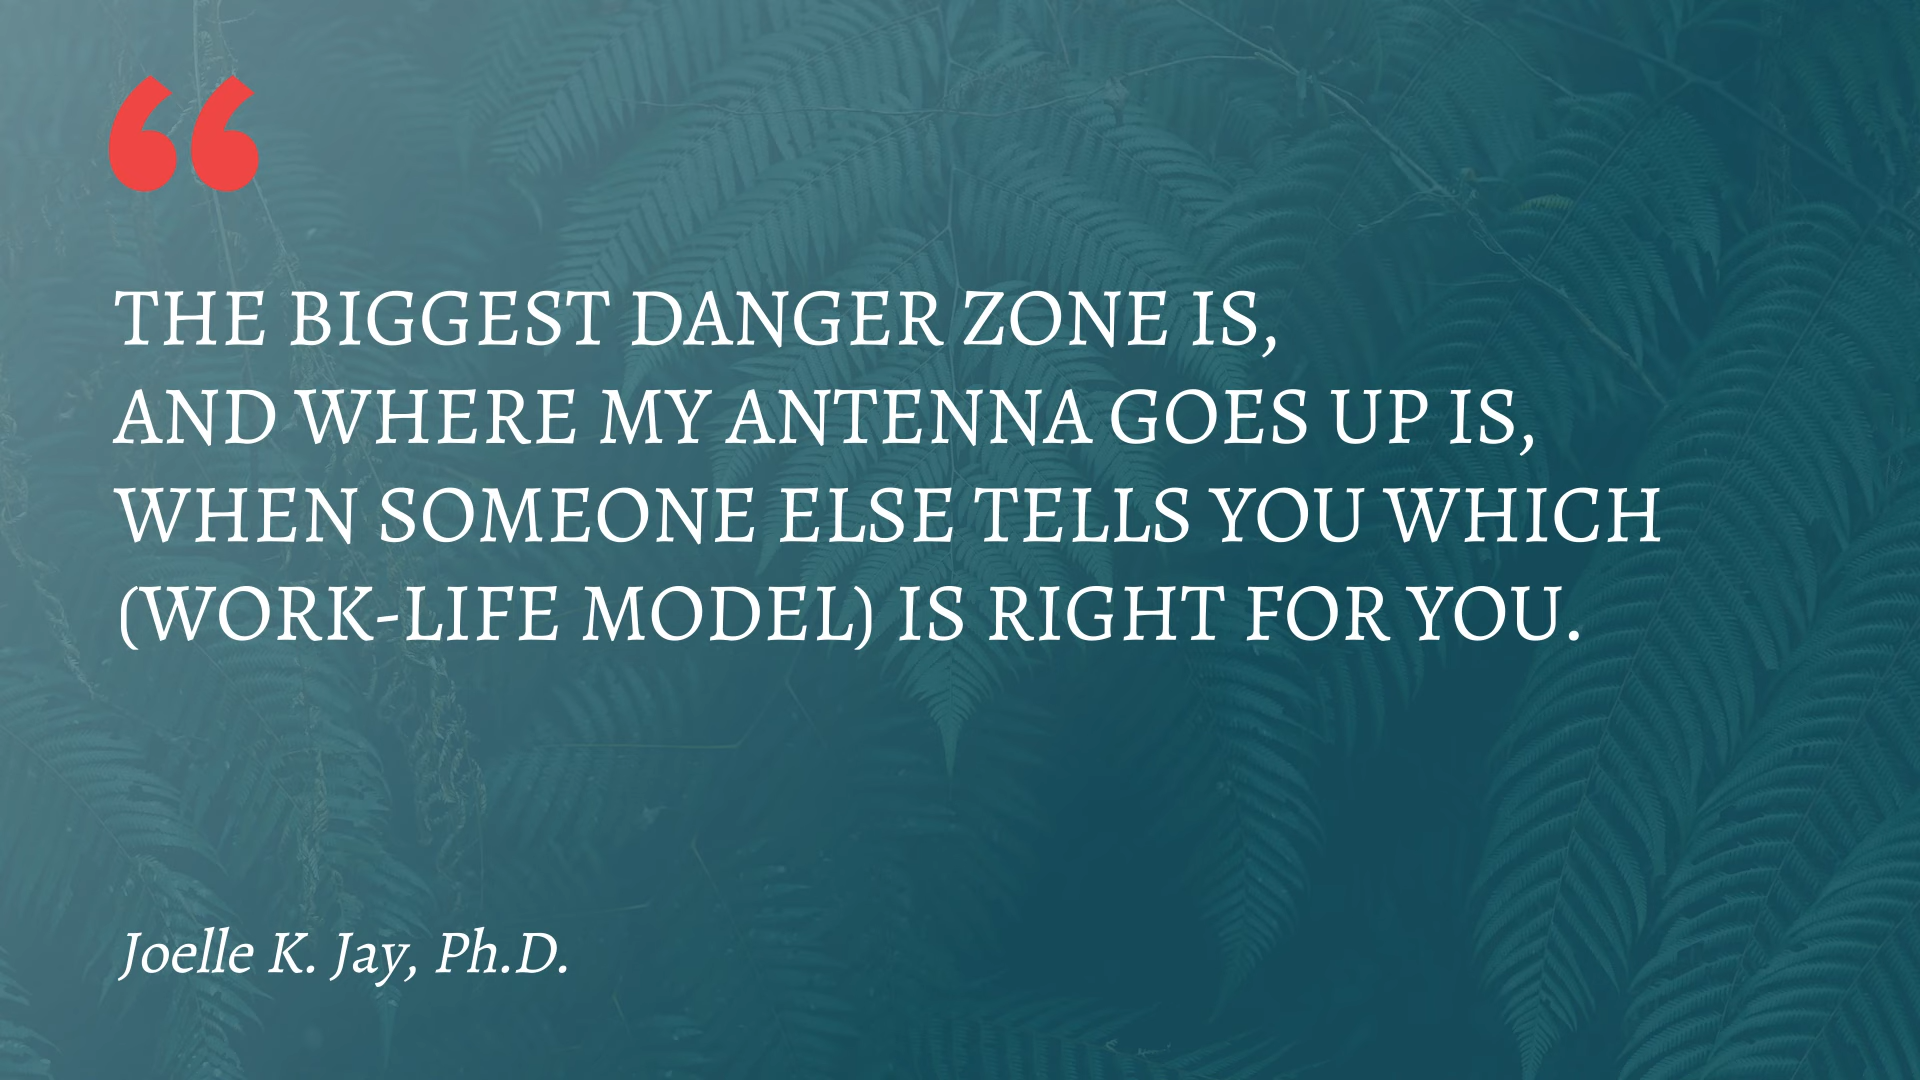 “
THE BIGGEST DANGER ZONE IS,
AND WHERE MY ANTENNA GOES UP IS,
WHEN SOMEONE ELSE TELLS YOU WHICH
(WORK-LIFE MODEL) IS RIGHT FOR YOU.
Joelle K. Jay, Ph.D.